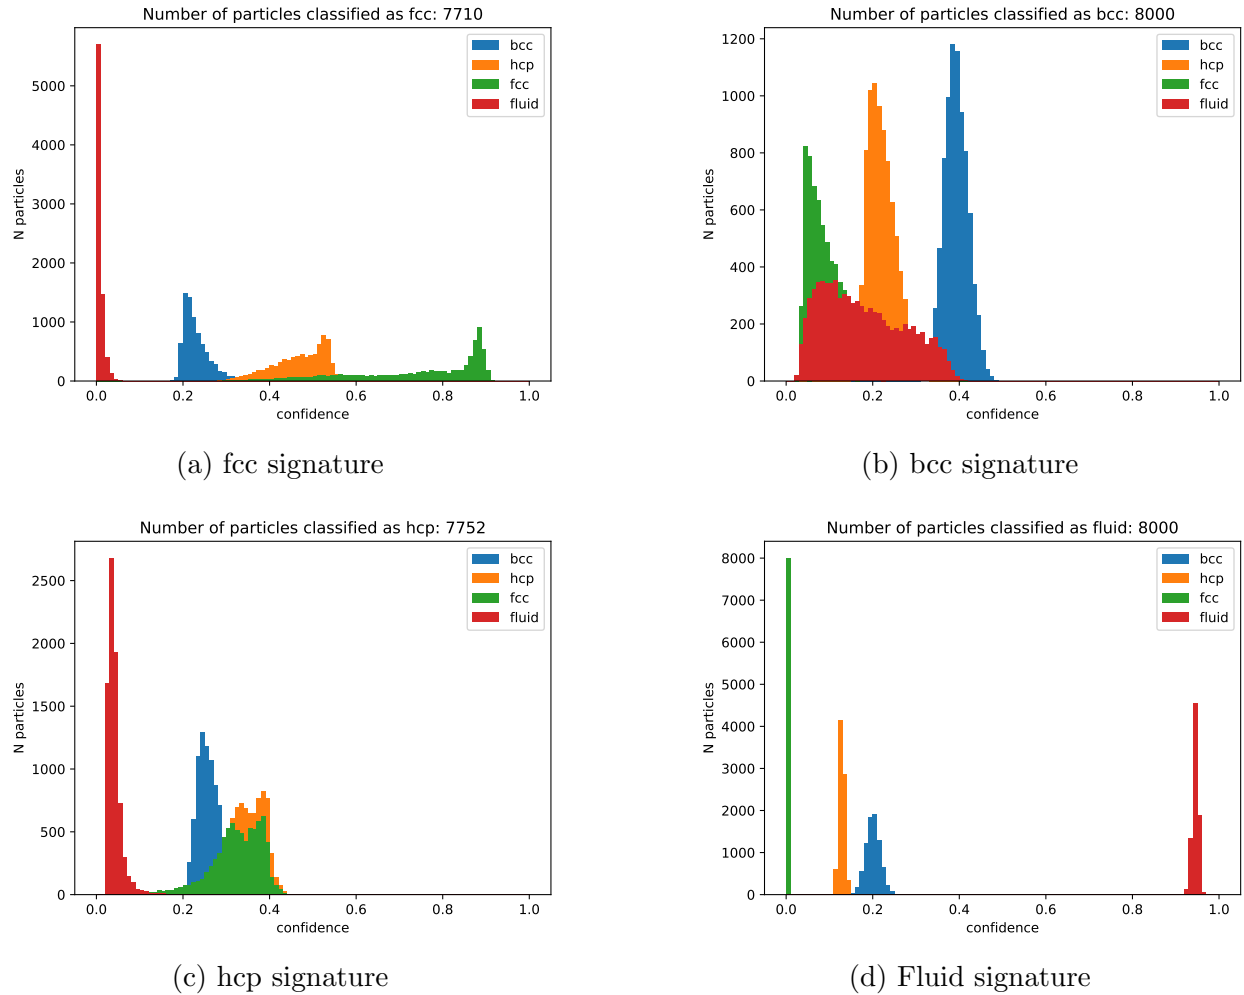 Number of particles classified as fcc: 7710
N particles
5000
4000
3000
2000
1000
0
0.0 0.2 0.4 0.6 0.8 1.0
confidence
bcc
hcp
fcc
fluid
(a) fcc signature
Number of particles classified as bcc: 8000
N particles
1200
1000
800
600
400
200
0
0.0 0.2 0.4 0.6 0.8 1.0
confidence
bcc
hcp
fcc
fluid
(b) bcc signature
Number of particles classified as hcp: 7752
N particles
2500
2000
1500
1000
500
0
0.0 0.2 0.4 0.6 0.8 1.0
confidence
bcc
hcp
fcc
fluid
(c) hcp signature
Number of particles classified as fluid: 8000
N particles
8000
7000
6000
5000
4000
3000
2000
1000
0
0.0 0.2 0.4 0.6 0.8 1.0
confidence
bcc
hcp
fcc
fluid
(d) Fluid signature